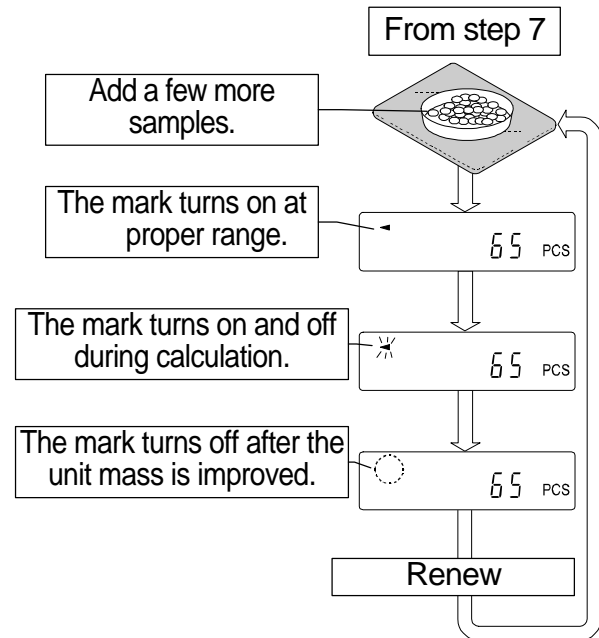 From step 7
Add a few more
samples.
The mark turns on at
proper range.
65 PCS
The mark turns on and off
during calculation.
65 PCS
The mark turns off after the
unit mass is improved.
65 PCS
Renew